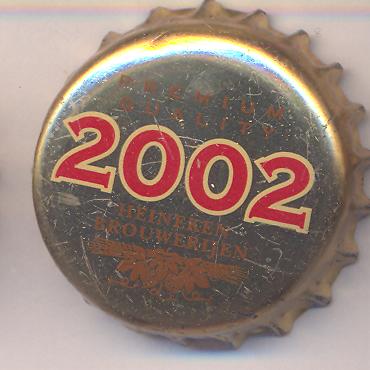 PREMIUM
QUALITY
2002
HEINEKEN
BROUWERIJEN